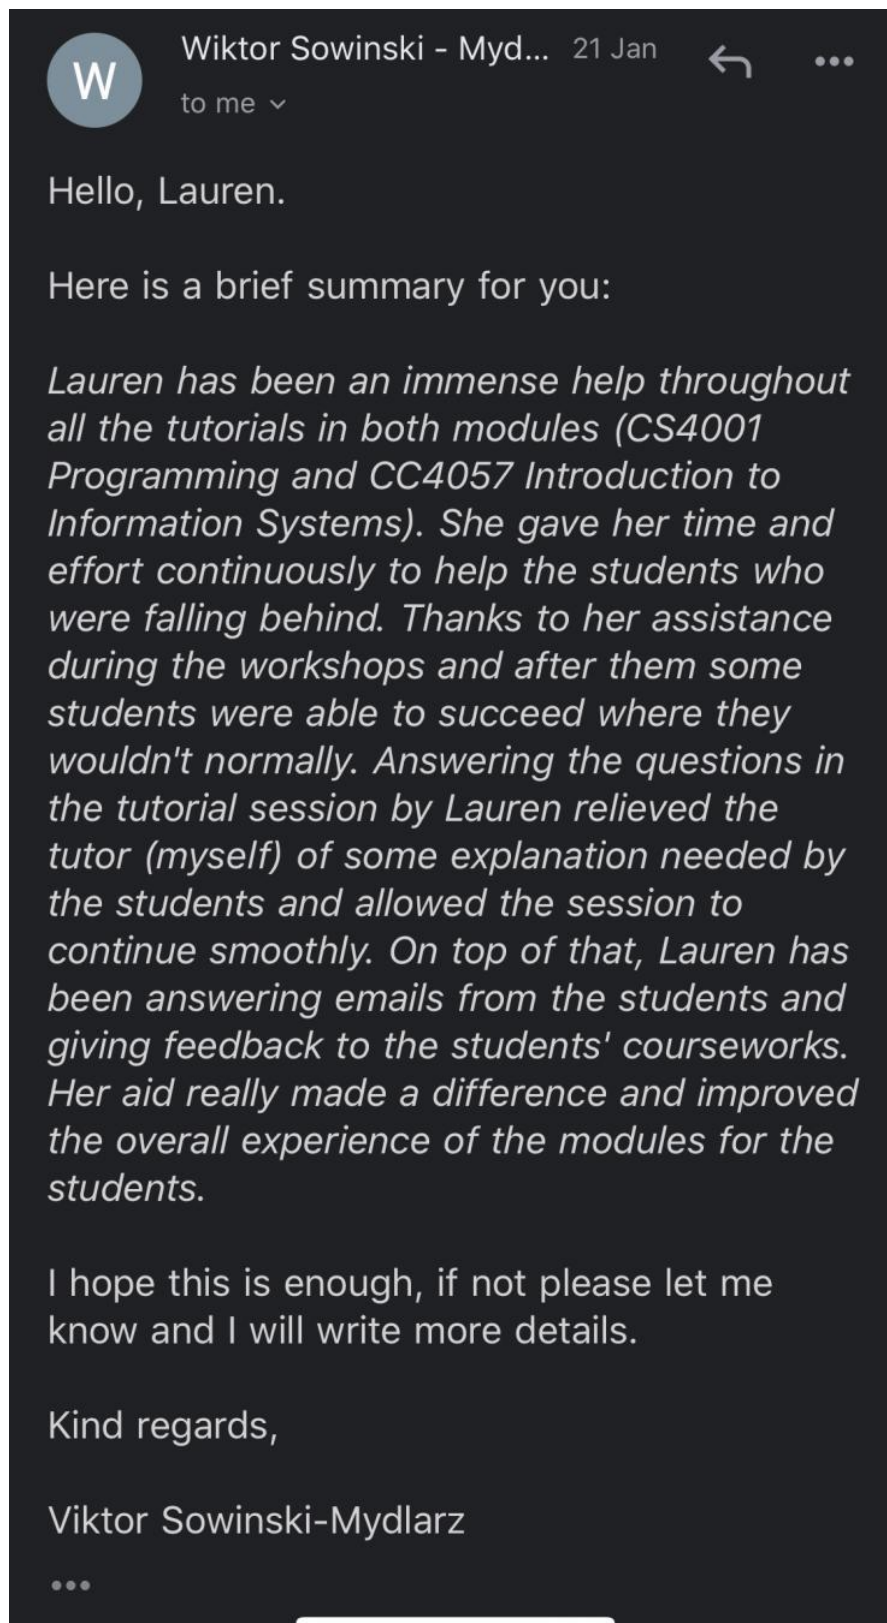 Wiktor Sowinski - Myd... 21 Jan
W
to me
Hello, Lauren.
Here is a brief summary for you:
Lauren has been an immense help throughout
all the tutorials in both modules (CS4001
Programming and CC4057 Introduction to
Information Systems). She gave her time and
effort continuously to help the students who
were falling behind. Thanks to her assistance
during the workshops and after them some
students were able to succeed where they
wouldn't normally. Answering the questions in
the tutorial session by Lauren relieved the
tutor (myself) of some explanation needed by
the students and allowed the session to
continue smoothly. On top of that, Lauren has
been answering emails from the students and
giving feedback to the students' courseworks.
Her aid really made a difference and improved
the overall experience of the modules for the
students.
I hope this is enough, if not please let me
know and I will write more details.
Kind regards,
Viktor Sowinski-Mydlarz